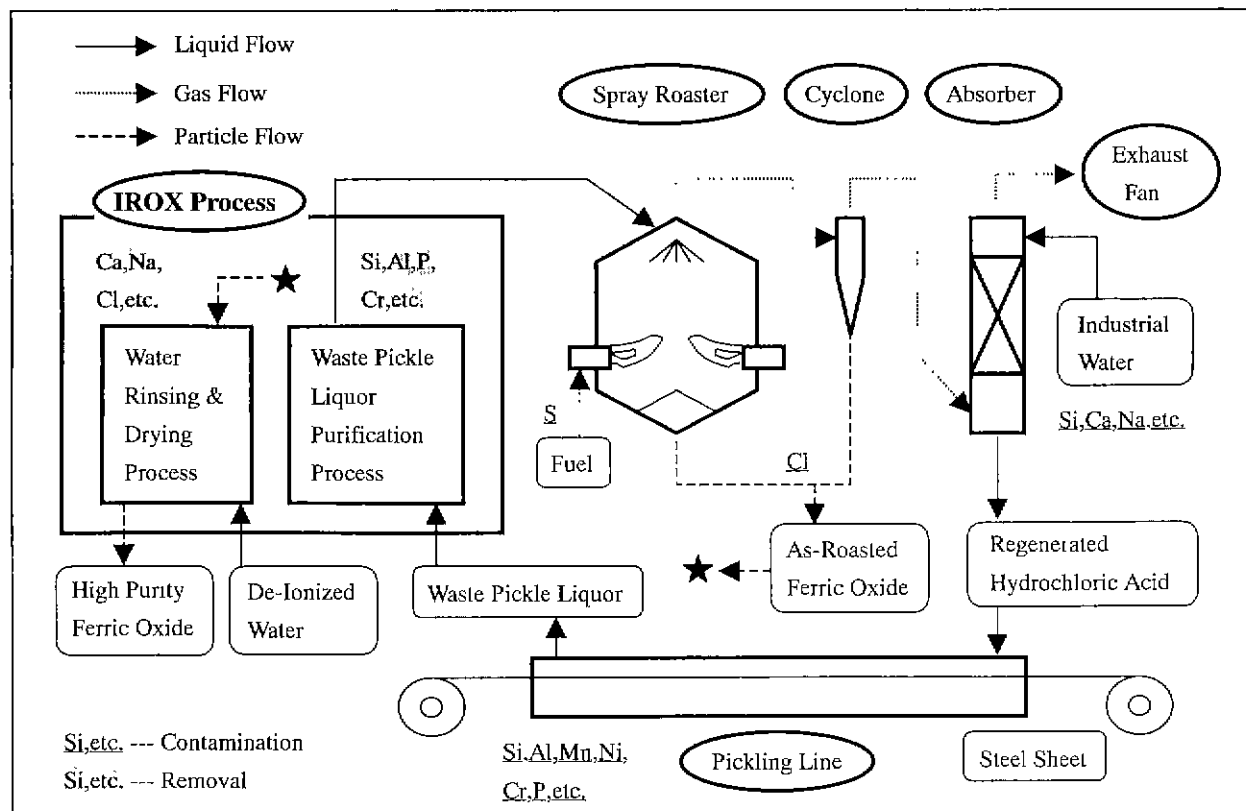 Liquid Flow
Gas Flow
Particle Flow
Spray Roaster
Cyclone
Absorber
Exhaust
Fan
IROX Process
Ca,Na,
Cl,etc.
Si,Al,P,
Cr,etc.
Water
Rinsing &
Drying
Process
Waste Pickle
Liquor
Purification
Process
S
Fuel
Cl
Industrial
Water
Si,Ca,Na,etc.
High Purity
Ferric Oxide
De-Ionized
Water
Waste Pickle Liquor
As-Roasted
Ferric Oxide
Regenerated
Hydrochloric Acid
Si,etc. --- Contamination
Si,etc. --- Removal
Si,Al,Mn,Ni,
Cr,P,etc.
Pickling Line
Steel Sheet